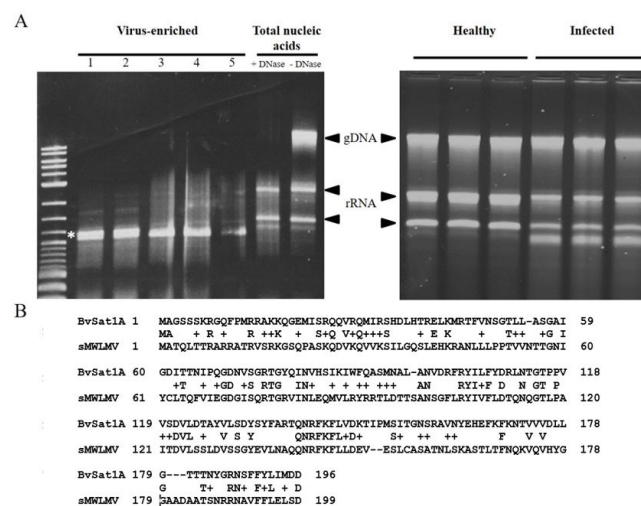 A
Virus-enriched
Total nucleic acids
Healthy
Infected
1 2 3 4 5 + DNase - DNase
gDNA
rRNA
*
B
BvSat1A 1 MAGSSSKRGQFPMRRAKKQGEMISRQQVRQMIRSHDLHTRELKMRTFVNSGTLL-ASGAI 59
MA + R + R ++K + S+Q V+Q+++S + EK + T++ +G I
sMWLMV 1 MATQLTTRARRATRVSRKGSQPASKQDVKQVVKSILGQSLEHKRANLLLPTVVNTTGNI 60
BvSat1A 60 GDITTNIPQGDNVSGRTGYQINVHSIKIWFQASMNAL-ANVDRFRYILFYDRLNTGTPPV 118
+T + +GD +S RTG IN+ ++ + ++++ AN RYI+F D NGT P
sMWLMV 61 YCLTQFVIEGDGISQRTGRVINLEQMVLRYRRTLDTTSANSGFLRYIVFLDTQNQGTLPA 120
BvSat1A 119 VSDVLDTAYVLSDYSYFARTQNRFKFLVDKTIPMSITGNSRAVNYEHEFKFKNTVVVDLL 178
++DVL + V S Y QNRFKFL+D+ S+ ++ ++ F V V
sMWLMV 121 ITDVLSSLDVSSGYEVLNAQQNRFKFLLDEV--ESLCASATNLSKASTLTFNQKVQVHYG 178
BvSat1A 179 G---TTTNYGRNSFFYLIMDD 196
G T+ RN+ F+L+ D
sMWLMV 179 GAADAATSNRRNAVFFLELSD 199